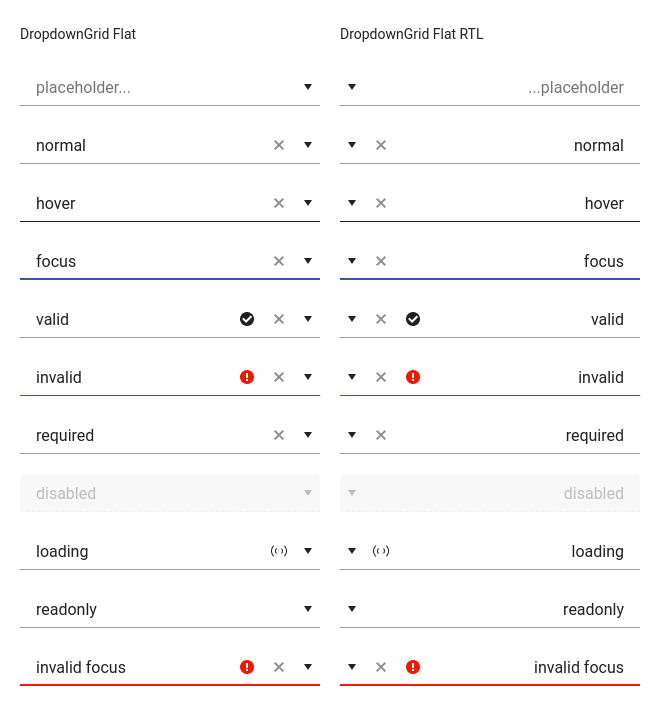 DropdownGrid Flat
DropdownGrid Flat RTL
placeholder...
...placeholder
normal
normal
hover
hover
focus
focus
valid
valid
invalid
invalid
required
required
disabled
disabled
loading
loading
readonly
readonly
invalid focus
invalid focus